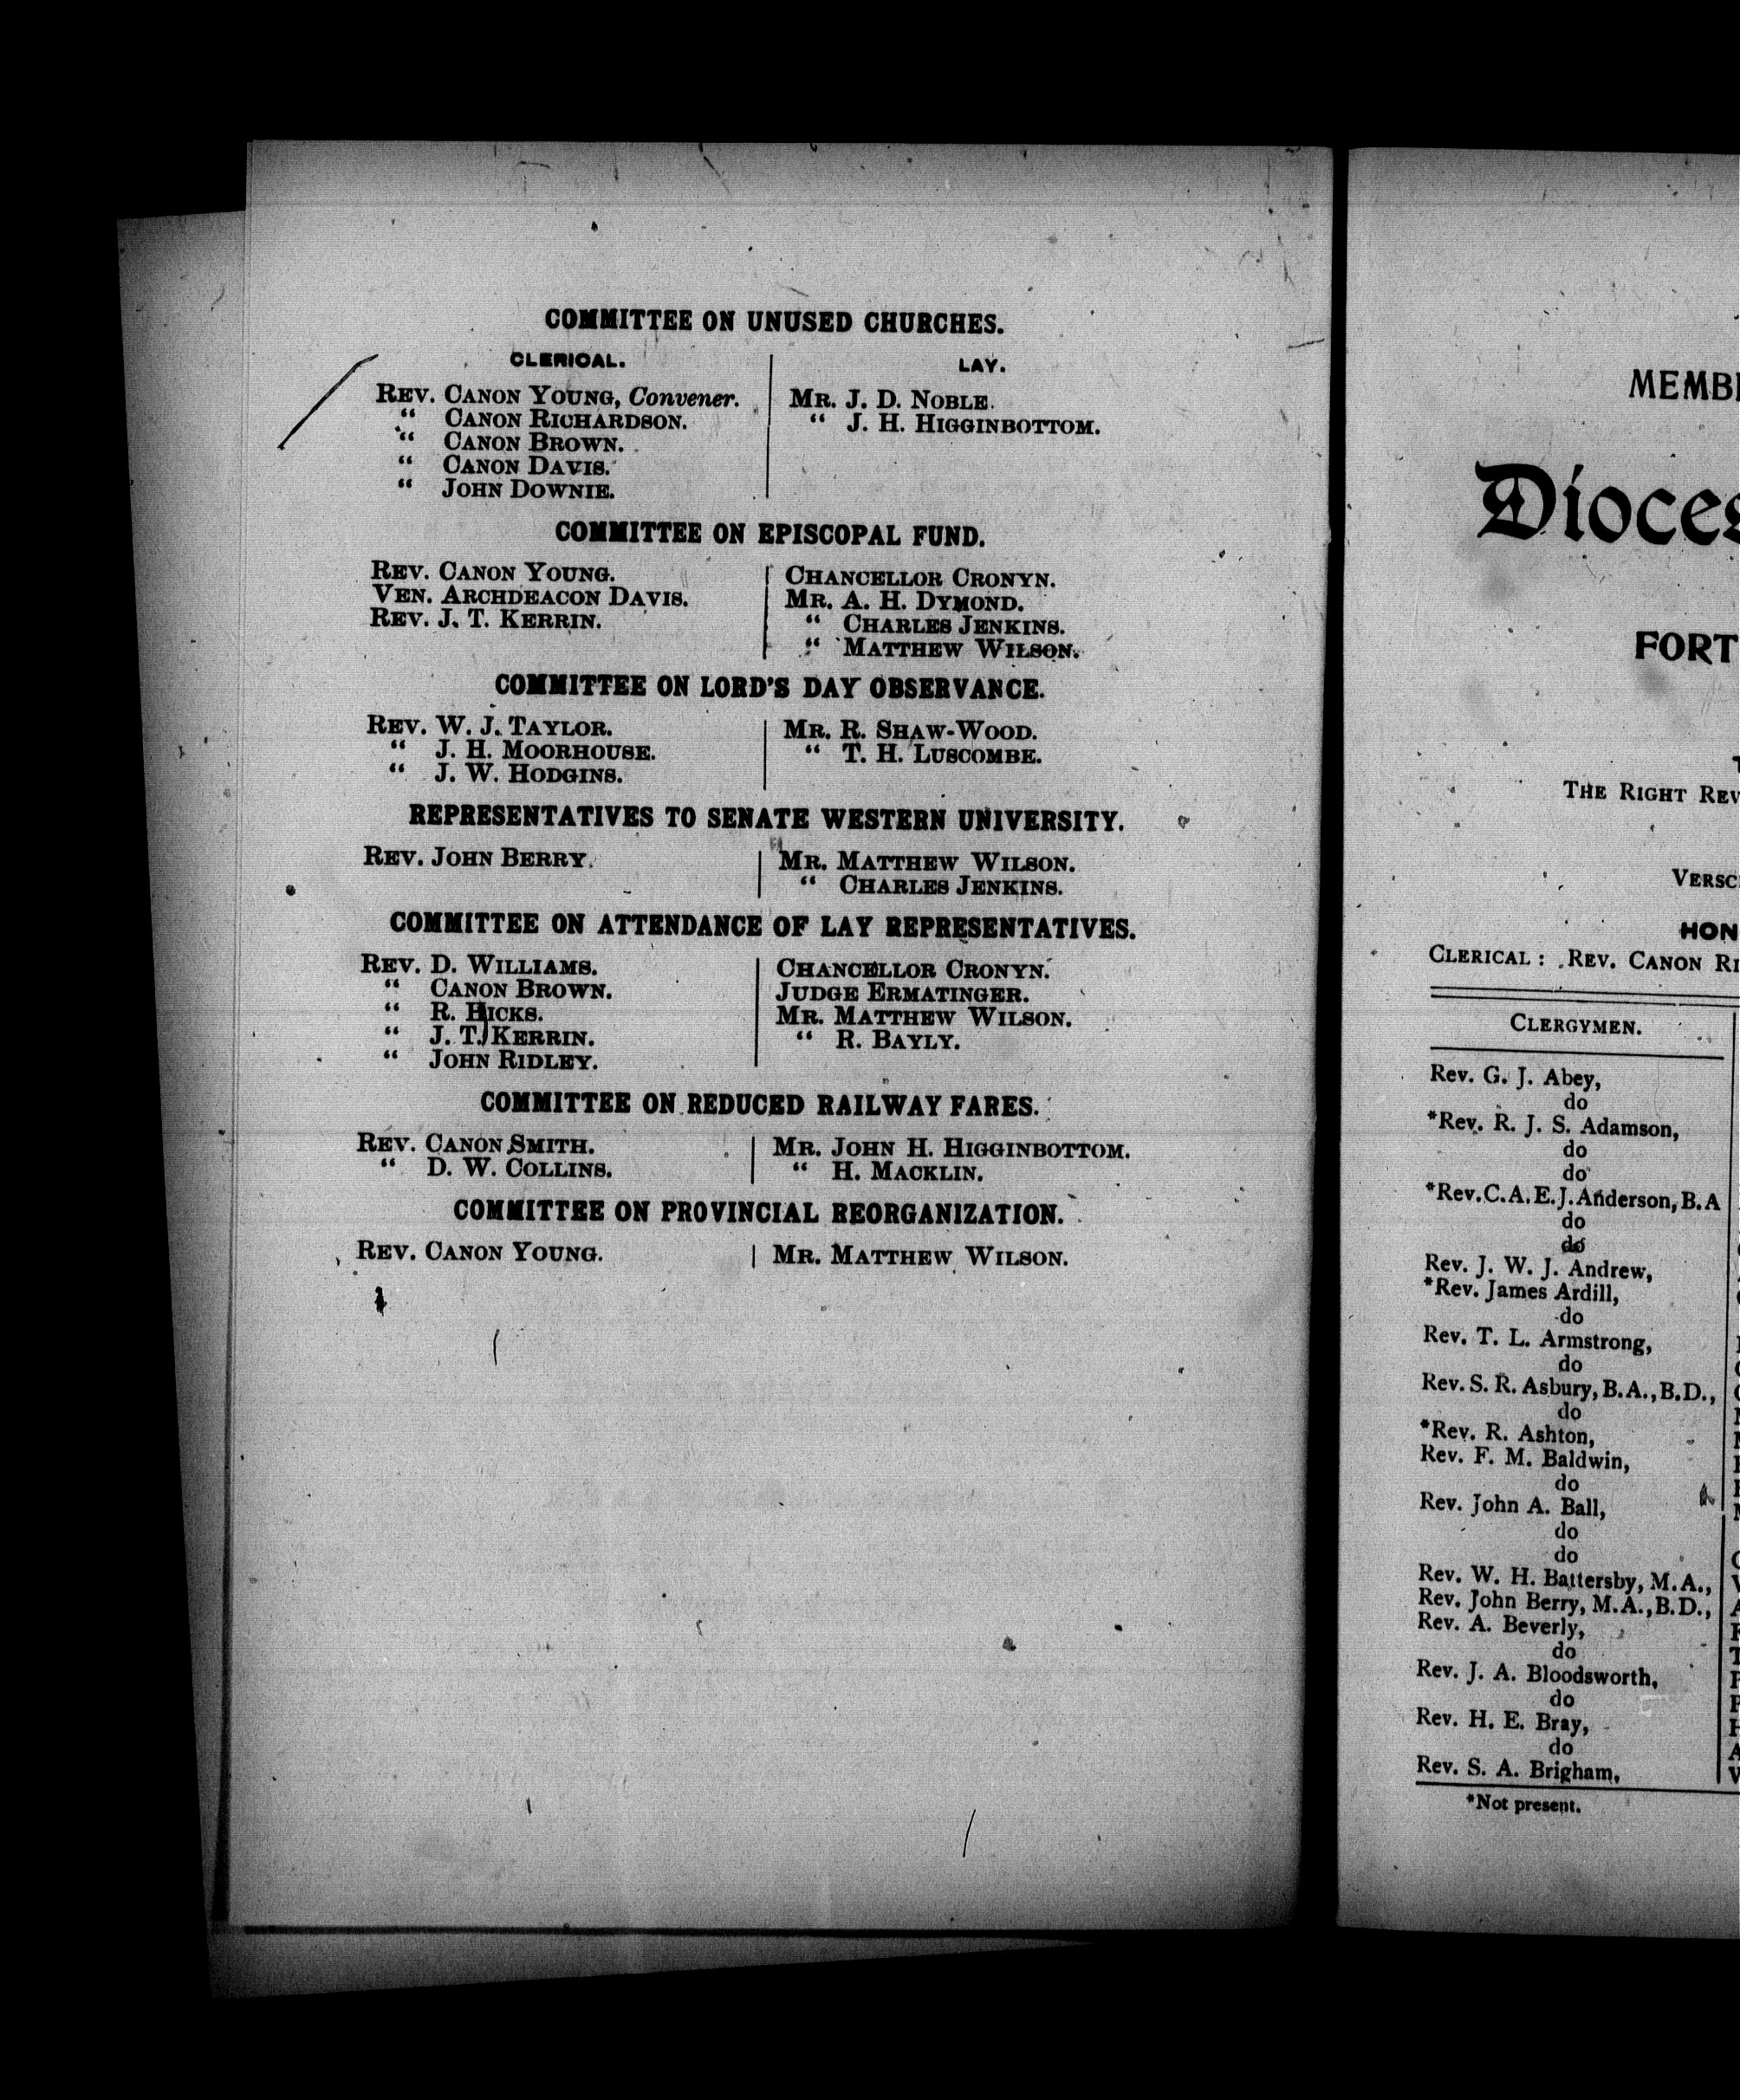 COMMITTEE ON UNUSED CHURCHES.
CLERICAL. LAY.
REV. CANON YOUNG, Convener. MR. J. D. NOBLE.
“ CANON RICHARDSON. “ J. H. HIGGINBOTTOM.
“ CANON BROWN.
“ CANON DAVIS.
“ JOHN DOWNIE.
COMMITTEE ON EPISCOPAL FUND.
REV. CANON YOUNG. CHANCELLOR CRONYN.
VEN. ARCHDEACON DAVIS. MR. A. H. DYMOND.
REV. J. T. KERRIN. “ CHARLES JENKINS.
“ MATTHEW WILSON.
COMMITTEE ON LORD'S DAY OBSERVANCE.
REV. W. J. TAYLOR. MR. R. SHAW-WOOD.
“ J. H. MOORHOUSE. “ T. H. LUSCOMBE.
“ J. W. HODGINS.
REPRESENTATIVES TO SENATE WESTERN UNIVERSITY.
REV. JOHN BERRY. MR. MATTHEW WILSON.
“ CHARLES JENKINS.
COMMITTEE ON ATTENDANCE OF LAY REPRESENTATIVES.
REV. D. WILLIAMS. CHANCELLOR CRONYN.
“ CANON BROWN. JUDGE ERMATINGER.
“ R. HICKS. MR. MATTHEW WILSON.
“ J. T. KERRIN. “ R. BAYLY.
“ JOHN RIDLEY.
COMMITTEE ON REDUCED RAILWAY FARES.
REV. CANON SMITH. MR. JOHN H. HIGGINBOTTOM.
“ D. W. COLLINS. “ H. MACKLIN.
COMMITTEE ON PROVINCIAL REORGANIZATION.
REV. CANON YOUNG. MR. MATTHEW WILSON.
MEMB
Dioces
FORT
THE RIGHT REV
VERSC
HON
CLERICAL: REV. CANON RI
CLERGYMEN.
Rev. G. J. Abey,
do
*Rev. R. J. S. Adamson,
do
do
*Rev.C.A.E.J.Anderson, B.A
do
do
Rev. J. W. J. Andrew,
*Rev. James Ardill,
do
Rev. T. L. Armstrong,
do
Rev. S. R. Asbury, B.A., B.D.,
do
*Rev. R. Ashton,
Rev. F. M. Baldwin,
do
Rev. John A. Ball,
do
do
Rev. W. H. Battersby, M.A.,
Rev. John Berry, M.A., B.D.,
Rev. A. Beverly,
do
Rev. J. A. Bloodsworth,
do
Rev. H. E. Bray,
do
Rev. S. A. Brigham,
*Not present.